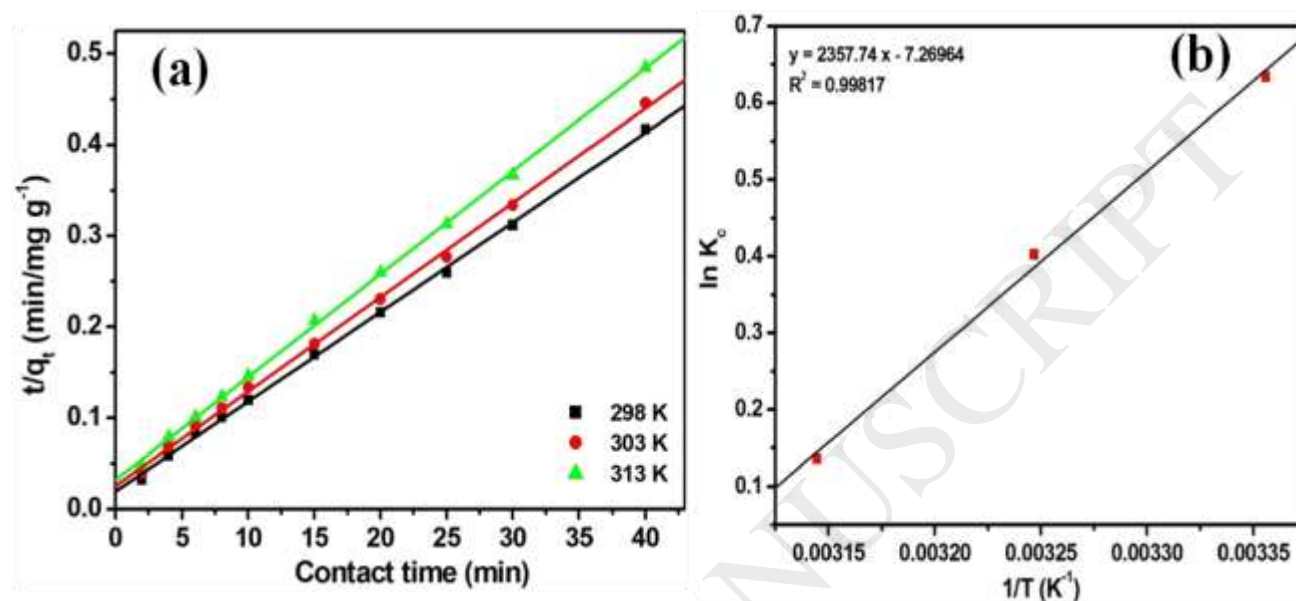 (a)
0.5
0.4
0.3
0.2
0.1
0.0
t/qt (min/mg g-1)
0 5 10 15 20 25 30 35 40
Contact time (min)
298 K
303 K
313 K
(b)
y = 2357.74 x - 7.26964
R2 = 0.99817
0.7
0.6
0.5
0.4
0.3
0.2
0.1
ln Kc
0.00315 0.00320 0.00325 0.00330 0.00335
1/T (K-1)
NUSCRIPT